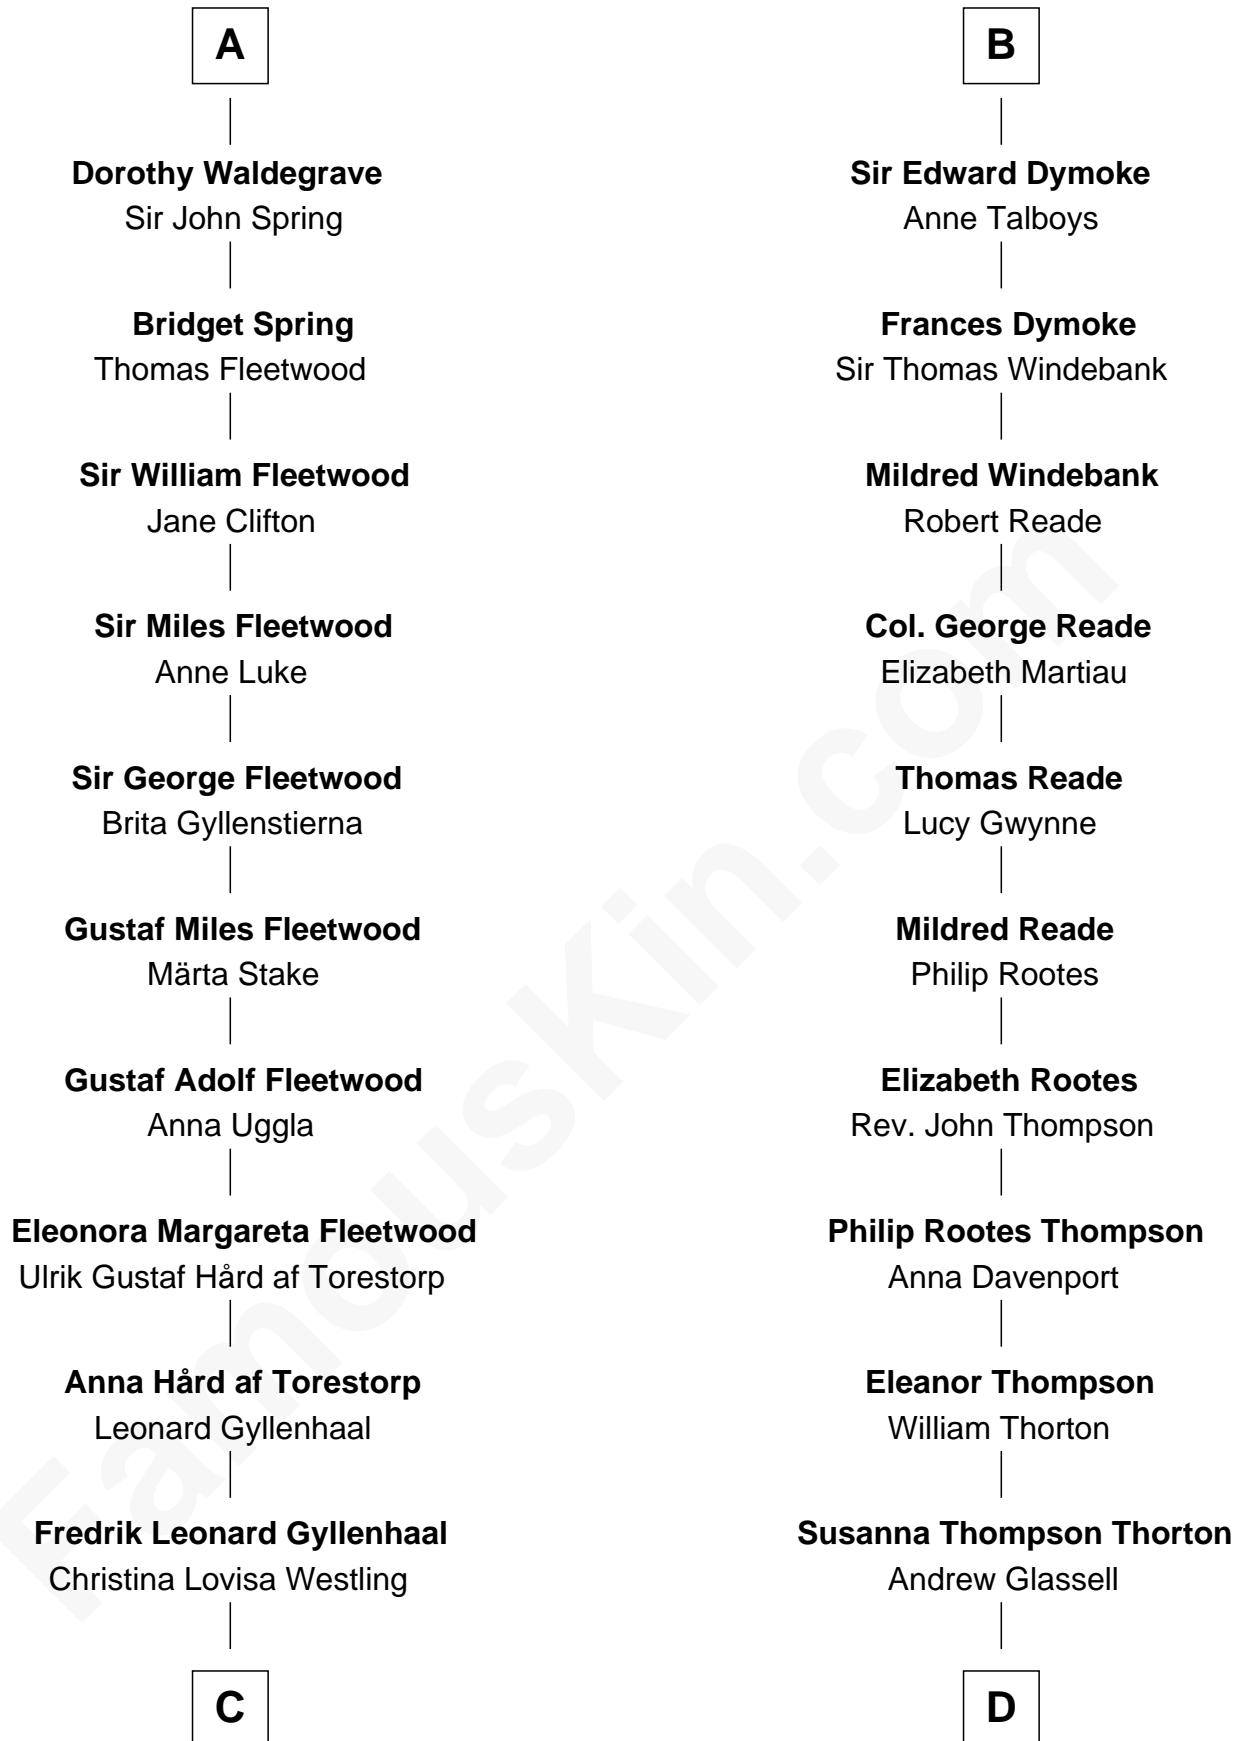 A
Dorothy Waldegrave
Sir John Spring
Bridget Spring
Thomas Fleetwood
Sir William Fleetwood
Jane Clifton
Sir Miles Fleetwood
Anne Luke
Sir George Fleetwood
Brita Gyllenstierna
Gustaf Miles Fleetwood
Märta Stake
Gustaf Adolf Fleetwood
Anna Uggla
Eleonora Margareta Fleetwood
Ulrik Gustaf Hård af Torestorp
Anna Hård af Torestorp
Leonard Gyllenhaal
Fredrik Leonard Gyllenhaal
Christina Lovisa Westling
C
B
Sir Edward Dymoke
Anne Talboys
Frances Dymoke
Sir Thomas Windebank
Mildred Windebank
Robert Reade
Col. George Reade
Elizabeth Martiau
Thomas Reade
Lucy Gwynne
Mildred Reade
Philip Rootes
Elizabeth Rootes
Rev. John Thompson
Philip Rootes Thompson
Anna Davenport
Eleanor Thompson
William Thorton
Susanna Thompson Thorton
Andrew Glassell
D
FamousKin.com